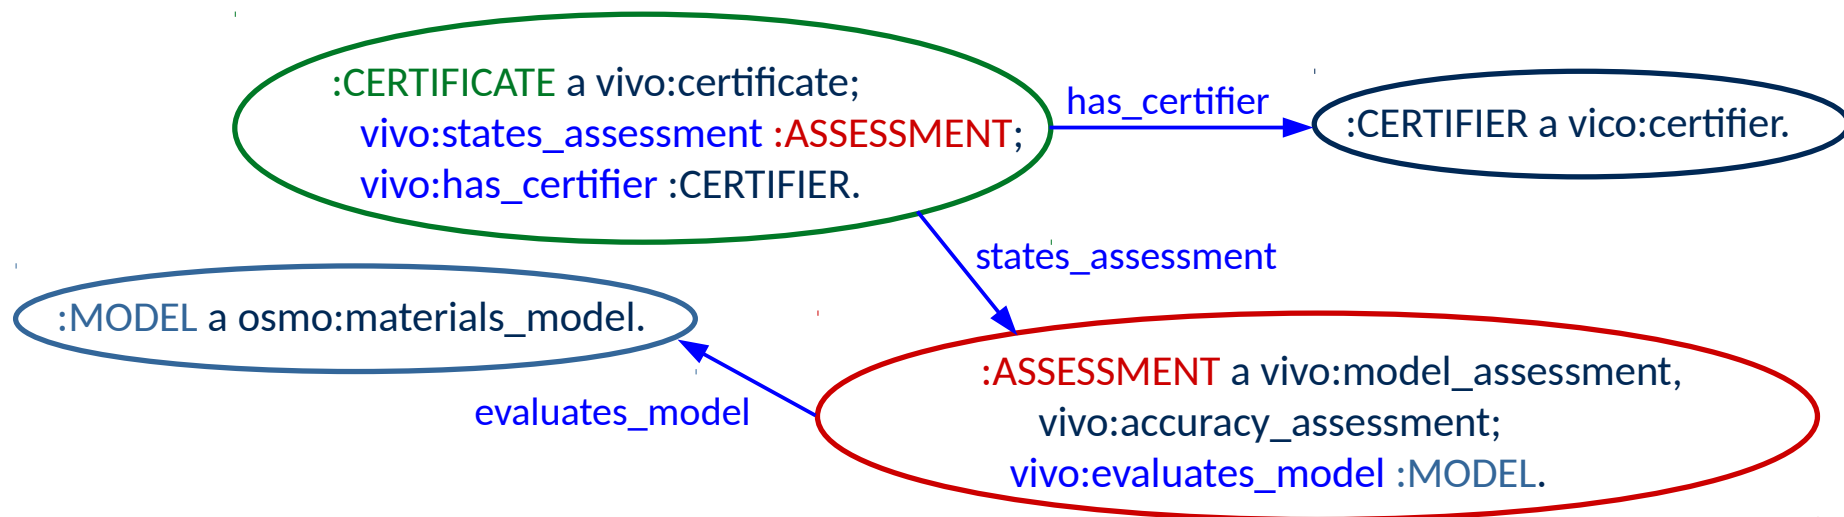 :CERTIFICATE a vivo:certificate;
vivo:states_assessment :ASSESSMENT;
vivo:has_certifier :CERTIFIER.
has_certifier
:CERTIFIER a vico:certifier.
states_assessment
:MODEL a osmo:materials_model.
evaluates_model
:ASSESSMENT a vivo:model_assessment,
vivo:accuracy_assessment;
vivo:evaluates_model :MODEL.